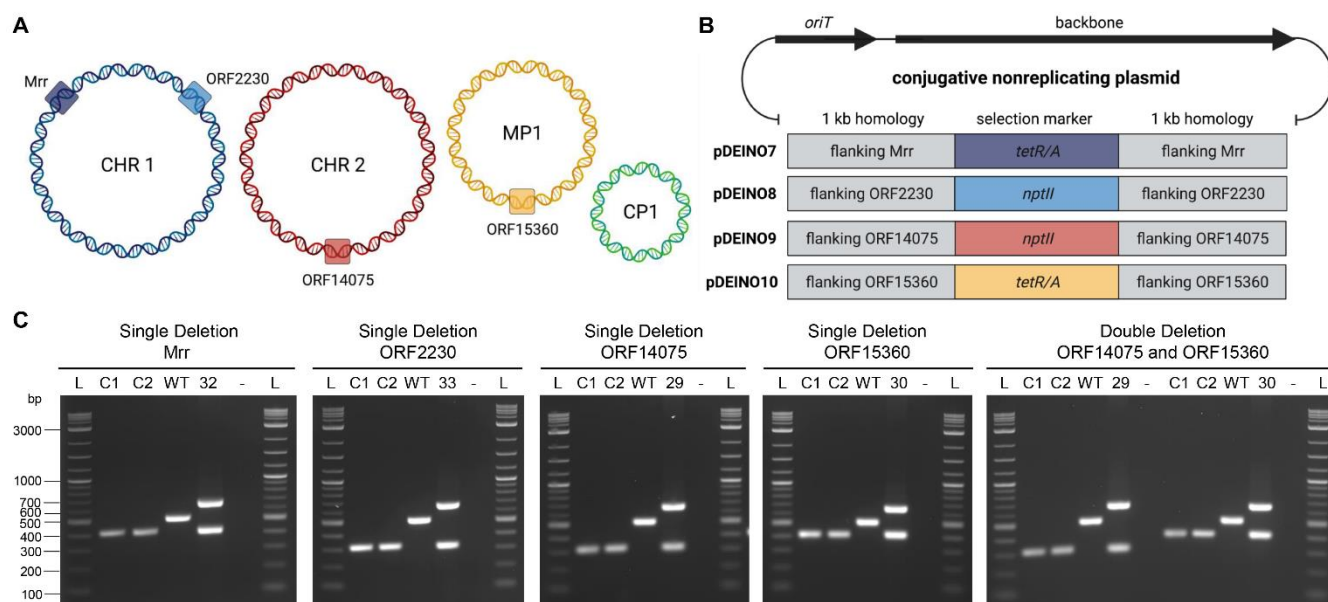 A
Mrr
ORF2230
CHR 1
CHR 2
ORF14075
MP1
ORF15360
CP1
B
oriT
backbone
conjugative nonreplicating plasmid
1 kb homology selection marker 1 kb homology
pDEINO7 flanking Mrr tetR/A flanking Mrr
pDEINO8 flanking ORF2230 nptII flanking ORF2230
pDEINO9 flanking ORF14075 nptII flanking ORF14075
pDEINO10 flanking ORF15360 tetR/A flanking ORF15360
C
Single Deletion
Mrr
Single Deletion
ORF2230
Single Deletion
ORF14075
Single Deletion
ORF15360
Double Deletion
ORF14075 and ORF15360
L C1 C2 WT 32 - L
L C1 C2 WT 33 - L
L C1 C2 WT 29 - L
L C1 C2 WT 30 - L
L C1 C2 WT 29 - C1 C2 WT 30 - L
bp
3000
1000
700
600
500
400
300
200
100